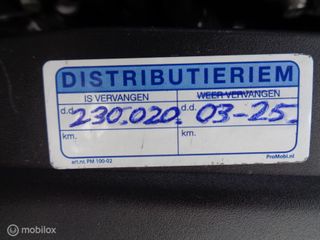 DISTRIBUTIERIEM
IS VERVANGEN WEER VERVANGEN
d.d. 230.020. d.d. 03-25
km. km.
art.nr. PM 100-02 ProMobi.nl
© mobilox